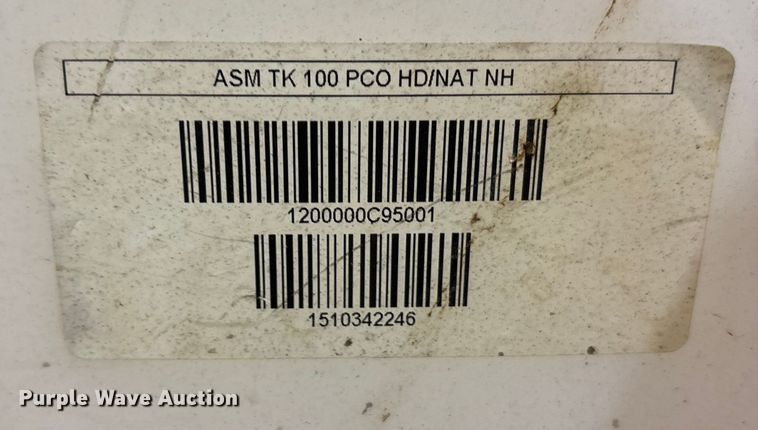 ASM TK 100 PCO HD/NAT NH
1200000C95001
1510342246
Purple Wave Auction